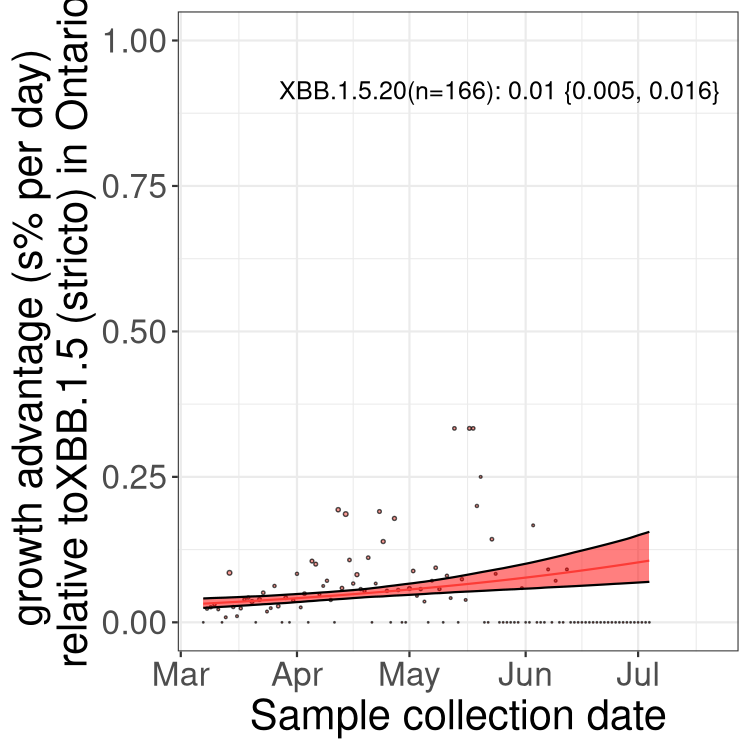 growth advantage (s% per day)
relative toXBB.1.5 (stricto) in Ontario
1.00
0.75
0.50
0.25
0.00
XBB.1.5.20(n=166): 0.01 {0.005, 0.016}
Mar Apr May Jun Jul
Sample collection date